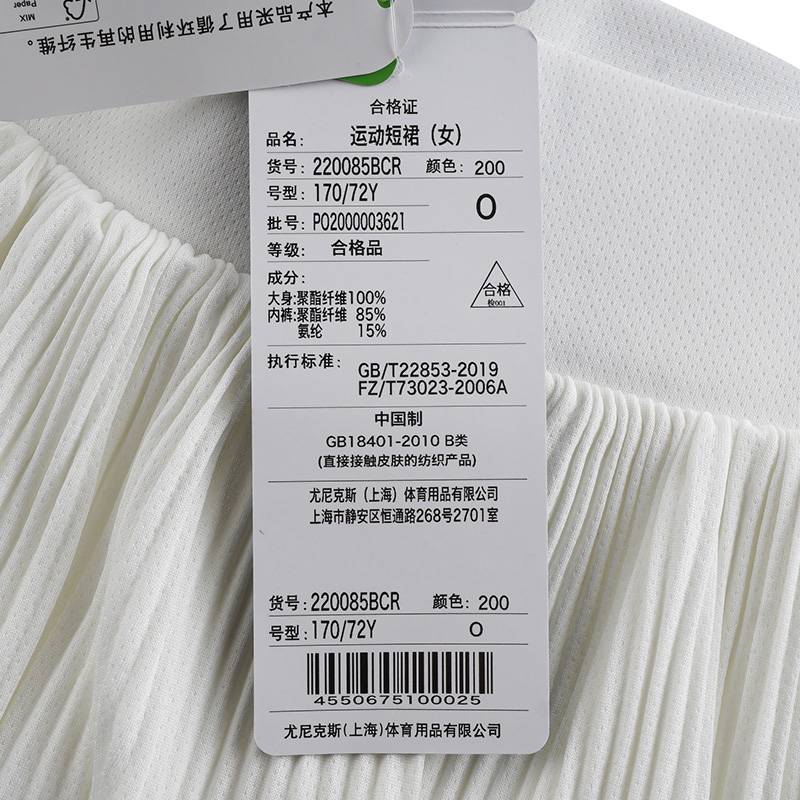 MIX
Paper
本产品采用了循环利用的再生纤维。
合格证
品名: 运动短裙(女)
货号: 220085BCR 颜色: 200
号型: 170/72Y O
批号: PO2000003621
等级: 合格品
成分:
大身:聚酯纤维100%
内裤:聚酯纤维 85%
氨纶 15%
合格
检001
执行标准: GB/T22853-2019
FZ/T73023-2006A
中国制
GB18401-2010 B类
(直接接触皮肤的纺织产品)
尤尼克斯(上海)体育用品有限公司
上海市静安区恒通路268号2701室
货号: 220085BCR 颜色: 200
号型: 170/72Y O
4550675100025
尤尼克斯(上海)体育用品有限公司